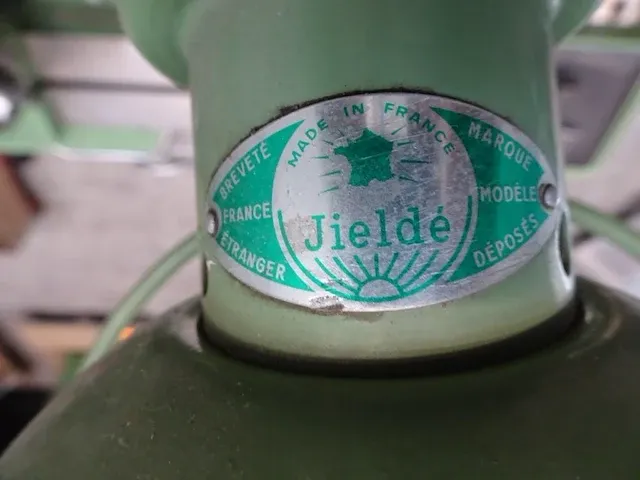 MADE IN FRANCE
BREVETÉ
FRANCE
ÉTRANGER
Jieldé
MARQUE
MODÈLE
DÉPOSÉS